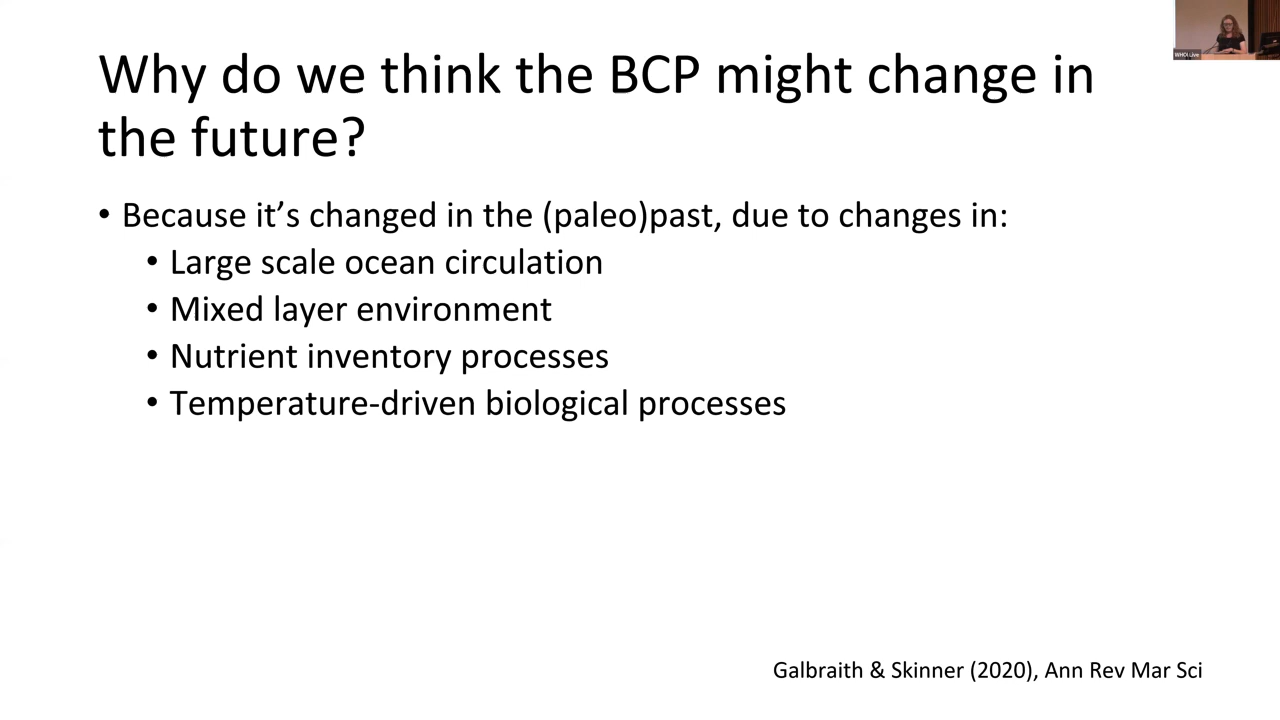 Why do we think the BCP might change in
the future?
• Because it's changed in the (paleo)past, due to changes in:
• Large scale ocean circulation
• Mixed layer environment
• Nutrient inventory processes
• Temperature-driven biological processes
Galbraith & Skinner (2020), Ann Rev Mar Sci
WHOI Live